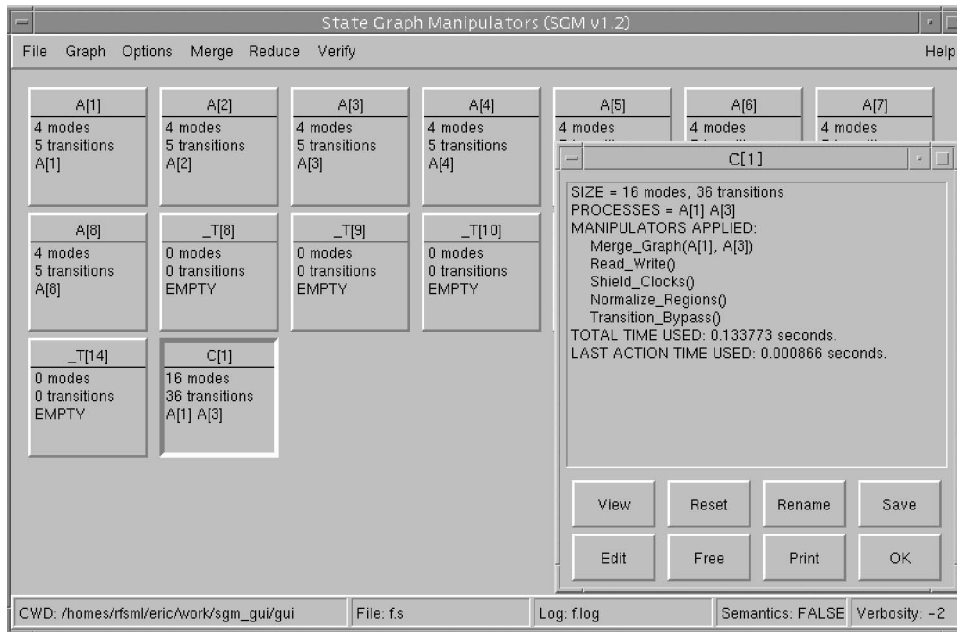 State Graph Manipulators (SGM v1.2)
File Graph Options Merge Reduce Verify Help
A[1] A[2] A[3] A[4] A[5] A[6] A[7]
4 modes 4 modes 4 modes 4 modes 4 modes 4 modes 4 modes
5 transitions 5 transitions 5 transitions 5 transitions
A[1] A[2] A[3] A[4]
A[8] _T[8] _T[9] _T[10]
4 modes 0 modes 0 modes 0 modes
5 transitions 0 transitions 0 transitions 0 transitions
A[8] EMPTY EMPTY EMPTY
_T[14] C[1]
0 modes 16 modes
0 transitions 36 transitions
EMPTY A[1] A[3]
C[1]
SIZE = 16 modes, 36 transitions
PROCESSES = A[1] A[3]
MANIPULATORS APPLIED:
Merge_Graph(A[1], A[3])
Read_Write()
Shield_Clocks()
Normalize_Regions()
Transition_Bypass()
TOTAL TIME USED: 0.133773 seconds.
LAST ACTION TIME USED: 0.000866 seconds.
View Reset Rename Save
Edit Free Print OK
CWD: /homes/rfsml/eric/work/sgm_gui/gui File: f.s Log: f.log Semantics: FALSE Verbosity: -2